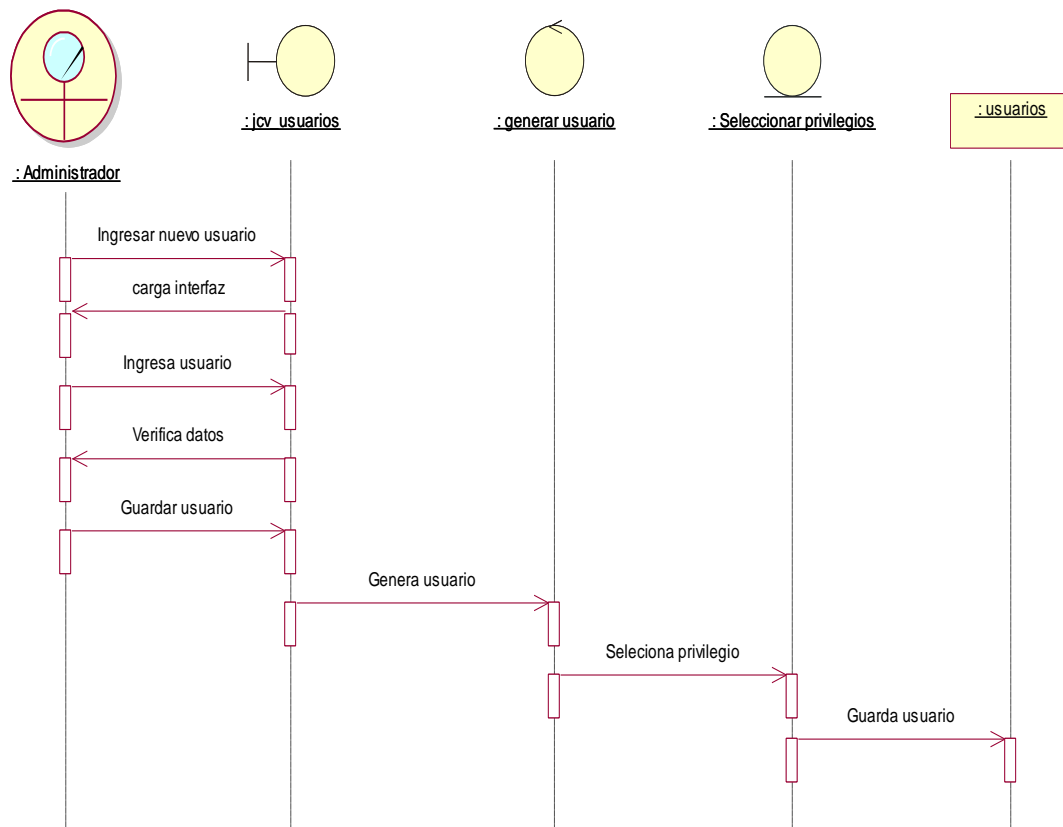 : jcv_usuarios
: generar usuario
: Seleccionar privilegios
: usuarios
: Administrador
Ingresar nuevo usuario
carga interfaz
Ingresa usuario
Verifica datos
Guardar usuario
Genera usuario
Seleciona privilegio
Guarda usuario